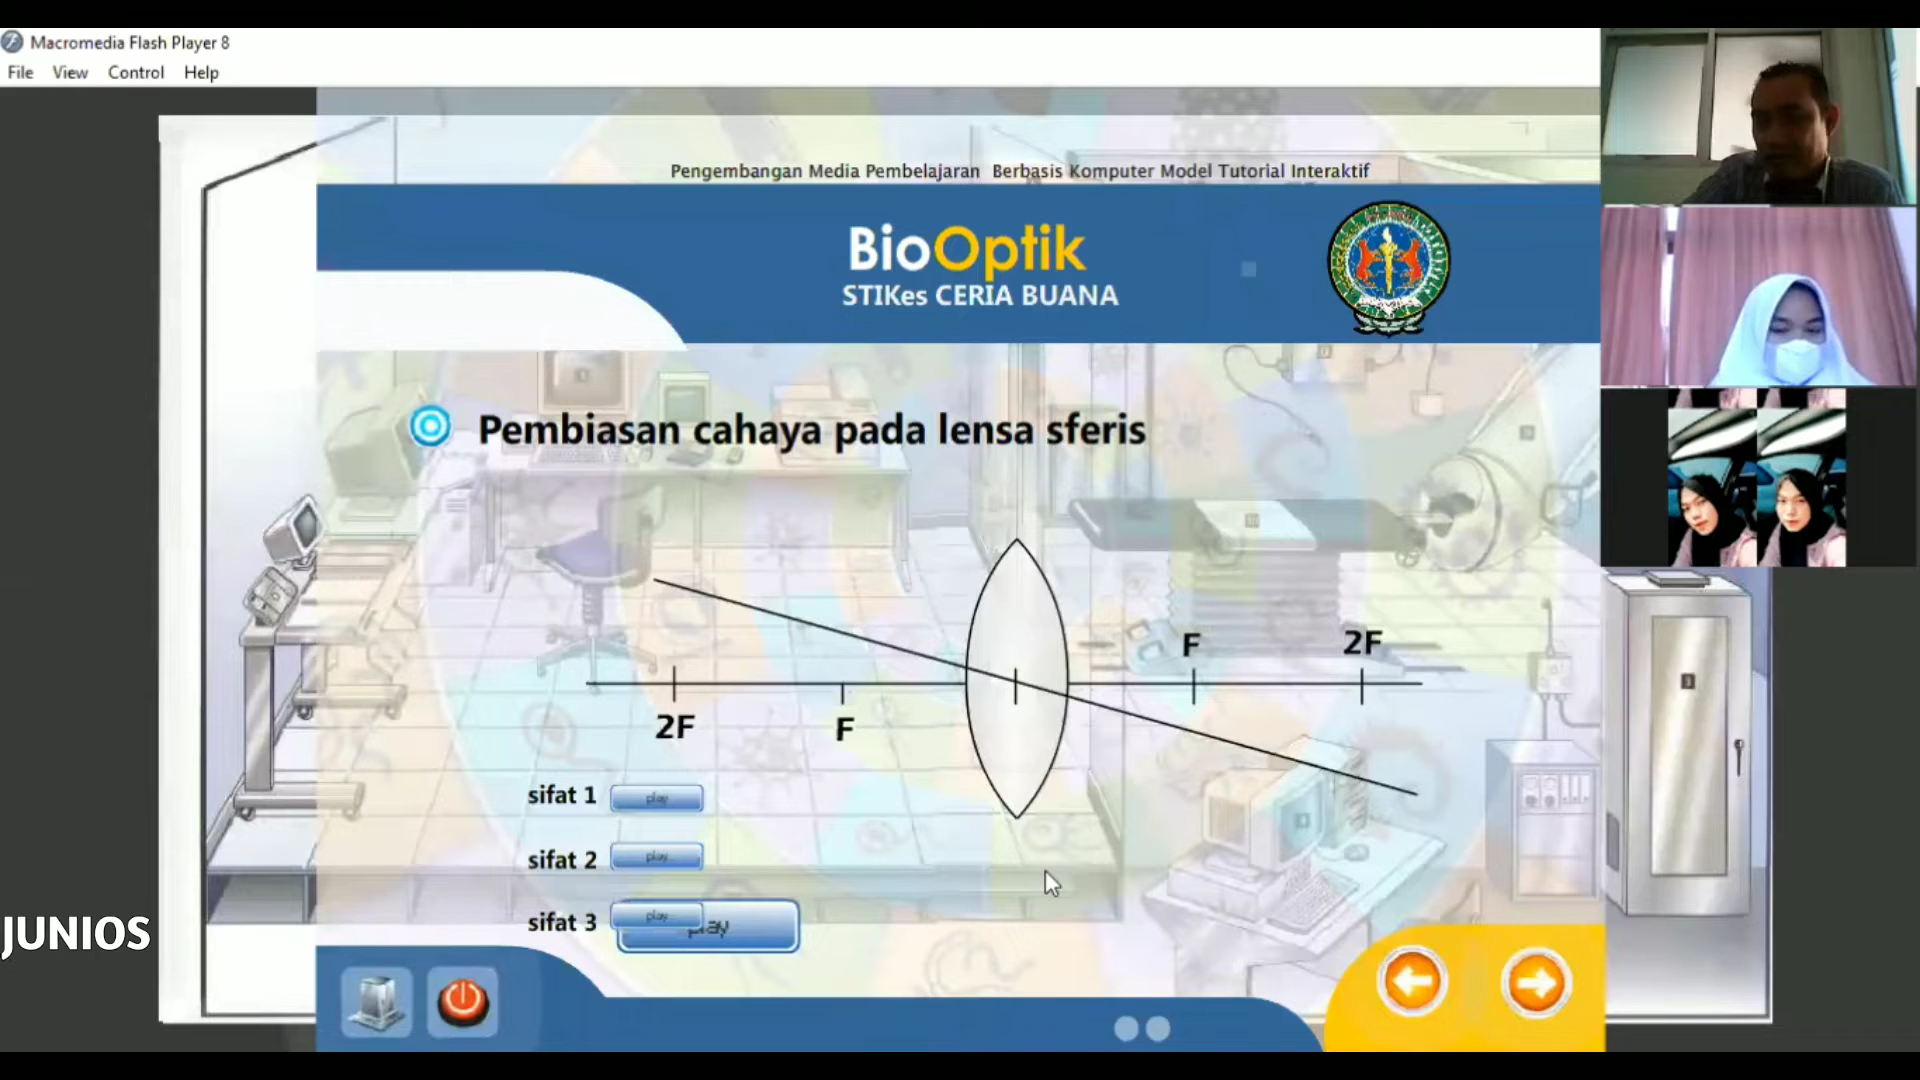 Macromedia Flash Player 8
File View Control Help
Pengembangan Media Pembelajaran Berbasis Komputer Model Tutorial Interaktif
BioOptik
STIKes CERIA BUANA
Pembiasan cahaya pada lensa sferis
F
2F
2F
F
sifat 1 play
sifat 2 play
sifat 3 play
play
JUNIOS